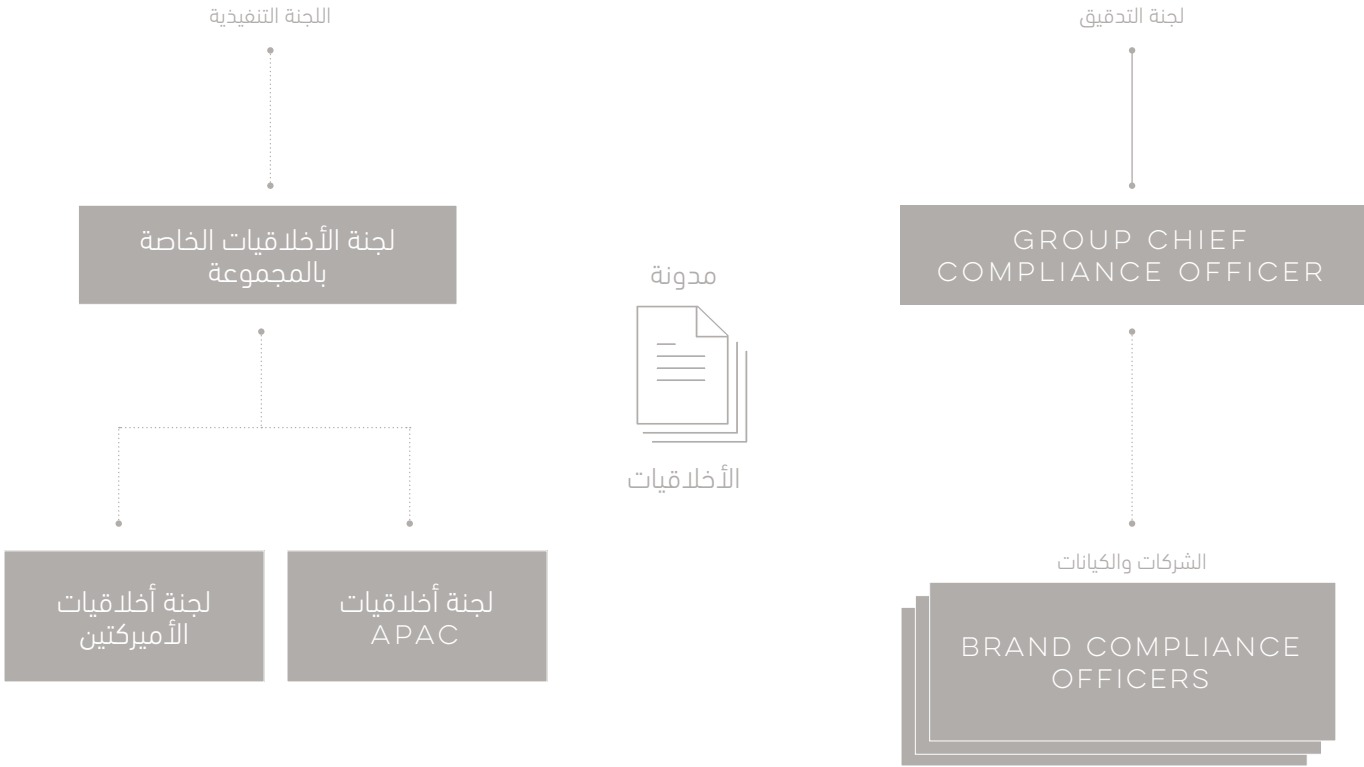 لجنة التدقيق
اللجنة التنفيذية
GROUP CHIEF
COMPLIANCE OFFICER
لجنة الأخلاقيات الخاصة
بالمجموعة
مدونة
الأخلاقيات
الشركات والكيانات
BRAND COMPLIANCE
OFFICERS
لجنة أخلاقيات
APAC
لجنة أخلاقيات
الأميركتين